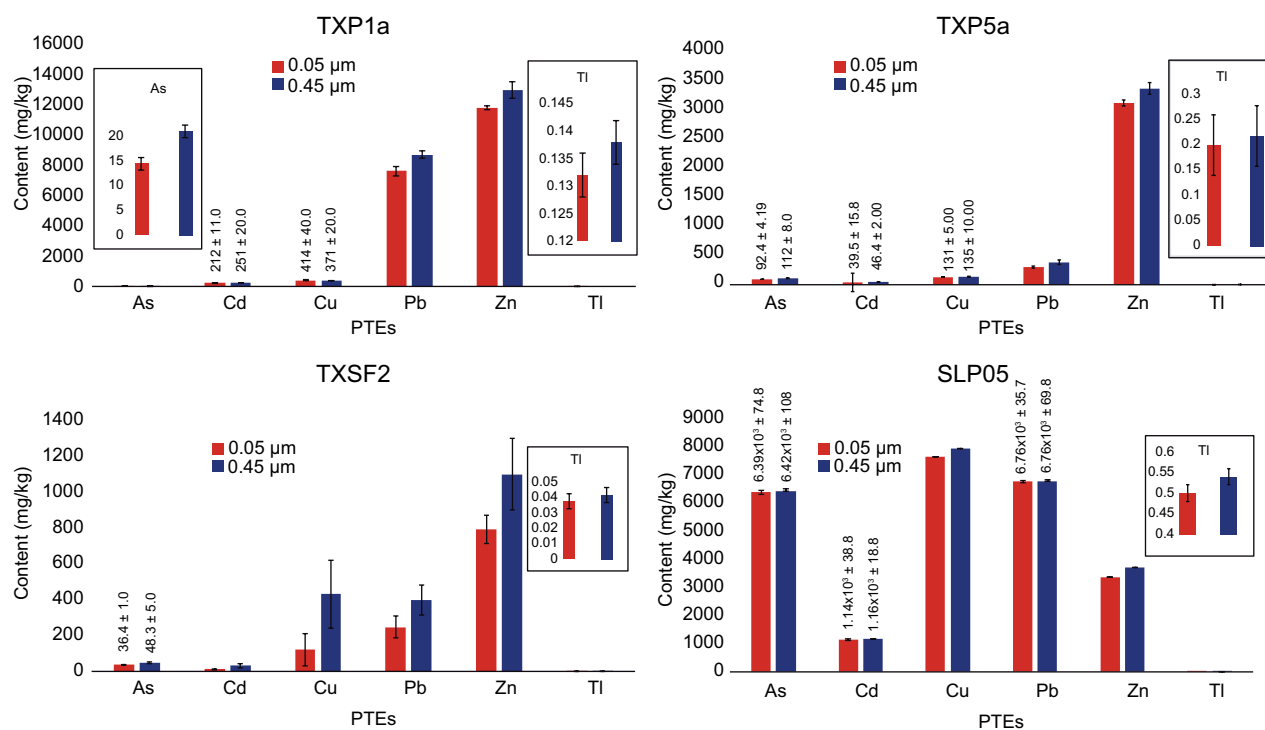 TXP1a
16000
14000
12000
10000
8000
6000
4000
2000
0
Content (mg/kg)
0.05 µm
0.45 µm
As
20
15
10
5
0
Tl
0.145
0.14
0.135
0.13
0.125
0.12
212 ± 11.0
251 ± 20.0
414 ± 40.0
371 ± 20.0
As Cd Cu Pb Zn Tl
PTEs
TXP5a
4000
3500
3000
2500
2000
1500
1000
500
0
Content (mg/kg)
0.05 µm
0.45 µm
Tl
0.3
0.25
0.2
0.15
0.1
0.05
0
92.4 ± 4.19
112 ± 8.0
39.5 ± 15.8
46.4 ± 2.00
131 ± 5.00
135 ± 10.00
As Cd Cu Pb Zn Tl
PTEs
TXSF2
1400
1200
1000
800
600
400
200
0
Content (mg/kg)
0.05 µm
0.45 µm
Tl
0.05
0.04
0.03
0.02
0.01
0
36.4 ± 1.0
48.3 ± 5.0
As Cd Cu Pb Zn Tl
PTEs
SLP05
9000
8000
7000
6000
5000
4000
3000
2000
1000
0
Content (mg/kg)
0.05 µm
0.45 µm
Tl
0.6
0.55
0.5
0.45
0.4
6.39x10³ ± 74.8
6.42x10³ ± 108
1.14x10³ ± 38.8
1.16x10³ ± 18.8
6.76x10³ ± 35.7
6.76x10³ ± 69.8
As Cd Cu Pb Zn Tl
PTEs